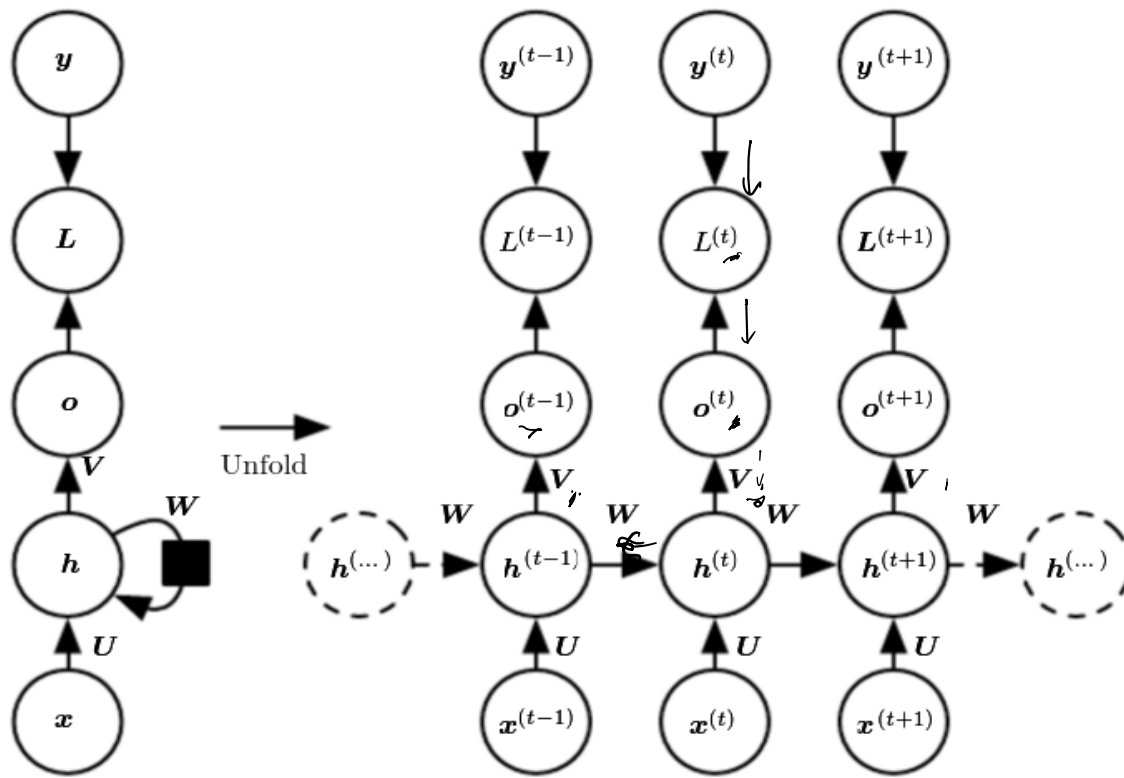 y y^(t−1) y^(t) y^(t+1)
L L^(t−1) L^(t) L^(t+1)
o o^(t−1) o^(t) o^(t+1)
Unfold
V V V V
W W W W W
h h^(...) h^(t−1) h^(t) h^(t+1) h^(...)
U U U U
x x^(t−1) x^(t) x^(t+1)